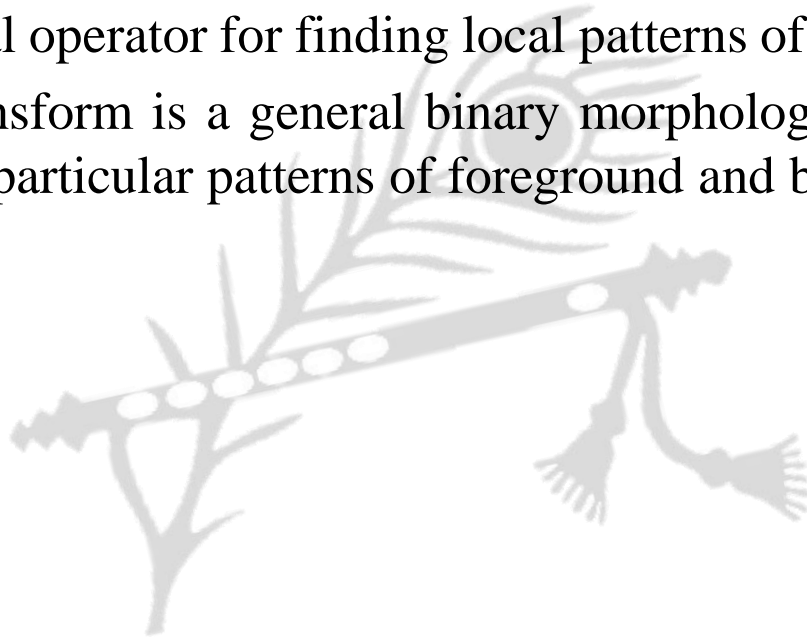 l operator for finding local patterns of
nsform is a general binary morpholog
particular patterns of foreground and b